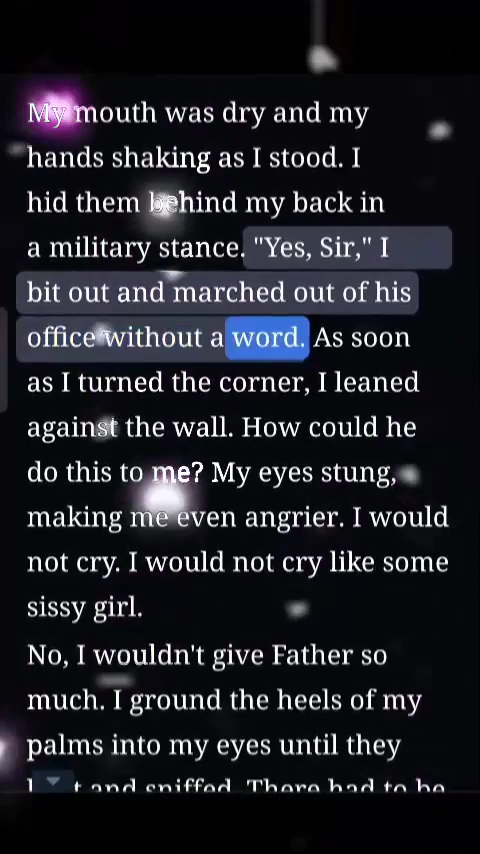 My mouth was dry and my
hands shaking as I stood. I
hid them behind my back in
a military stance. "Yes, Sir," I
bit out and marched out of his
office without a word. As soon
as I turned the corner, I leaned
against the wall. How could he
do this to me? My eyes stung,
making me even angrier. I would
not cry. I would not cry like some
sissy girl.
No, I wouldn't give Father so
much. I ground the heels of my
palms into my eyes until they
and sniffed. There had to be